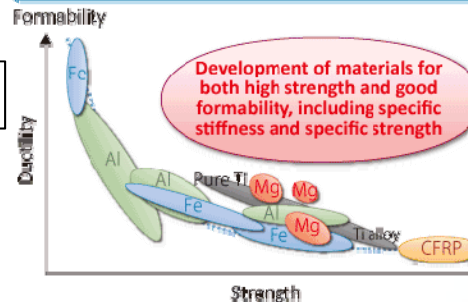 Formability
Fe
Development of materials for
both high strength and good
formability, including specific
stiffness and specific strength
Ductility
Al
Al
Pure Ti
Mg
Mg
Fe
Al
Mg
Fe
Ti alloy
CFRP
Strength